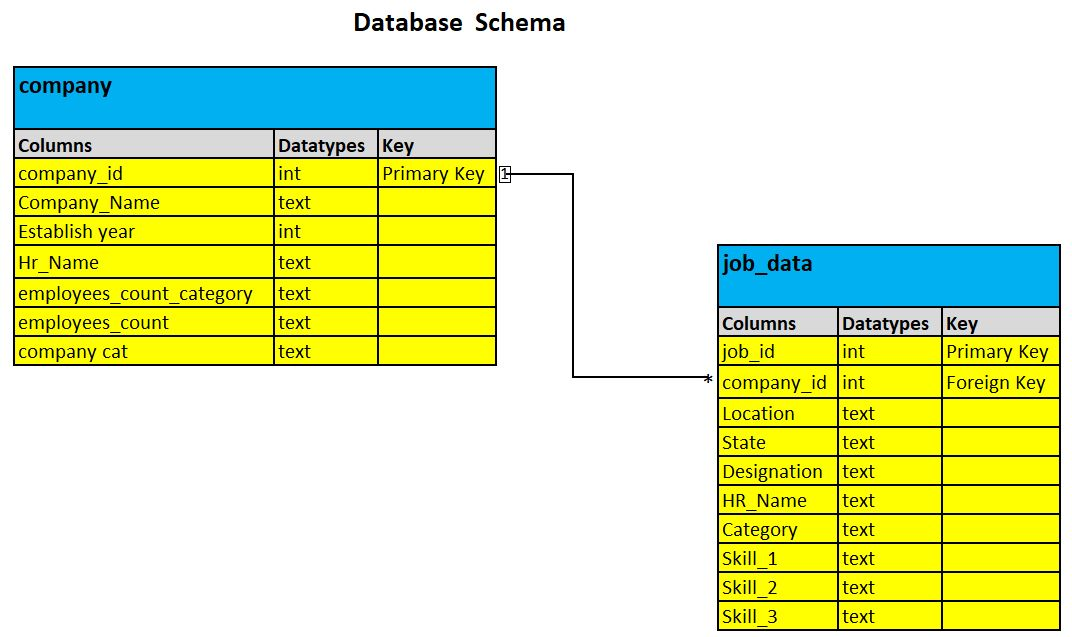 Database Schema
company
Columns Datatypes Key
company_id int Primary Key
Company_Name text
Establish year int
Hr_Name text
employees_count_category text
employees_count text
company cat text
1
*
job_data
Columns Datatypes Key
job_id int Primary Key
company_id int Foreign Key
Location text
State text
Designation text
HR_Name text
Category text
Skill_1 text
Skill_2 text
Skill_3 text